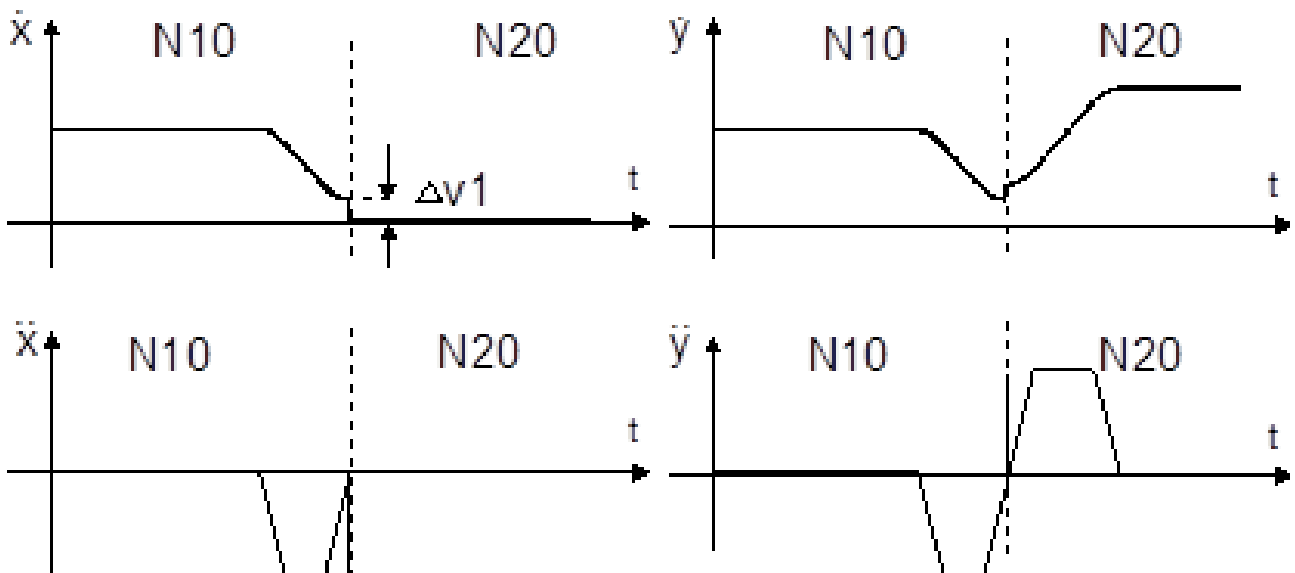 ẋ N10 N20
Δv1 t
ẏ N10 N20
t
ẍ N10 N20
t
ÿ N10 N20
t